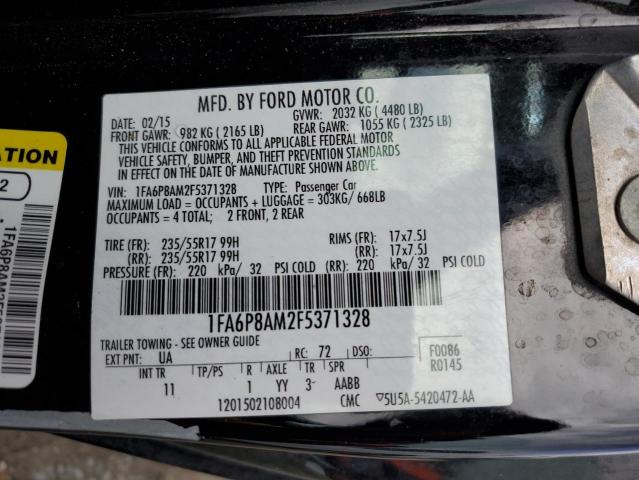 MFD. BY FORD MOTOR CO.
DATE: 02/15 GVWR: 2032 KG ( 4480 LB)
FRONT GAWR: 982 KG ( 2165 LB) REAR GAWR: 1055 KG ( 2325 LB)
THIS VEHICLE CONFORMS TO ALL APPLICABLE FEDERAL MOTOR
VEHICLE SAFETY, BUMPER, AND THEFT PREVENTION STANDARDS
IN EFFECT ON THE DATE OF MANUFACTURE SHOWN ABOVE.
VIN: 1FA6P8AM2F5371328 TYPE: Passenger Car
MAXIMUM LOAD = OCCUPANTS + LUGGAGE = 303KG/ 668LB
OCCUPANTS = 4 TOTAL; 2 FRONT, 2 REAR
TIRE (FR): 235/55R17 99H RIMS (FR): 17x7.5J
(RR): 235/55R17 99H (RR): 17x7.5J
PRESSURE (FR): 220 kPa/ 32 PSI COLD (RR): 220 kPa/ 32 PSI COLD
1FA6P8AM2F5371328
TRAILER TOWING - SEE OWNER GUIDE
EXT PNT: UA RC: 72 DSO: F0086
R0145
INT TR TP/PS R AXLE TR SPR
11 1 YY 3- AABB
1201502108004 CMC ▽5U5A-5420472-AA
ATION
2